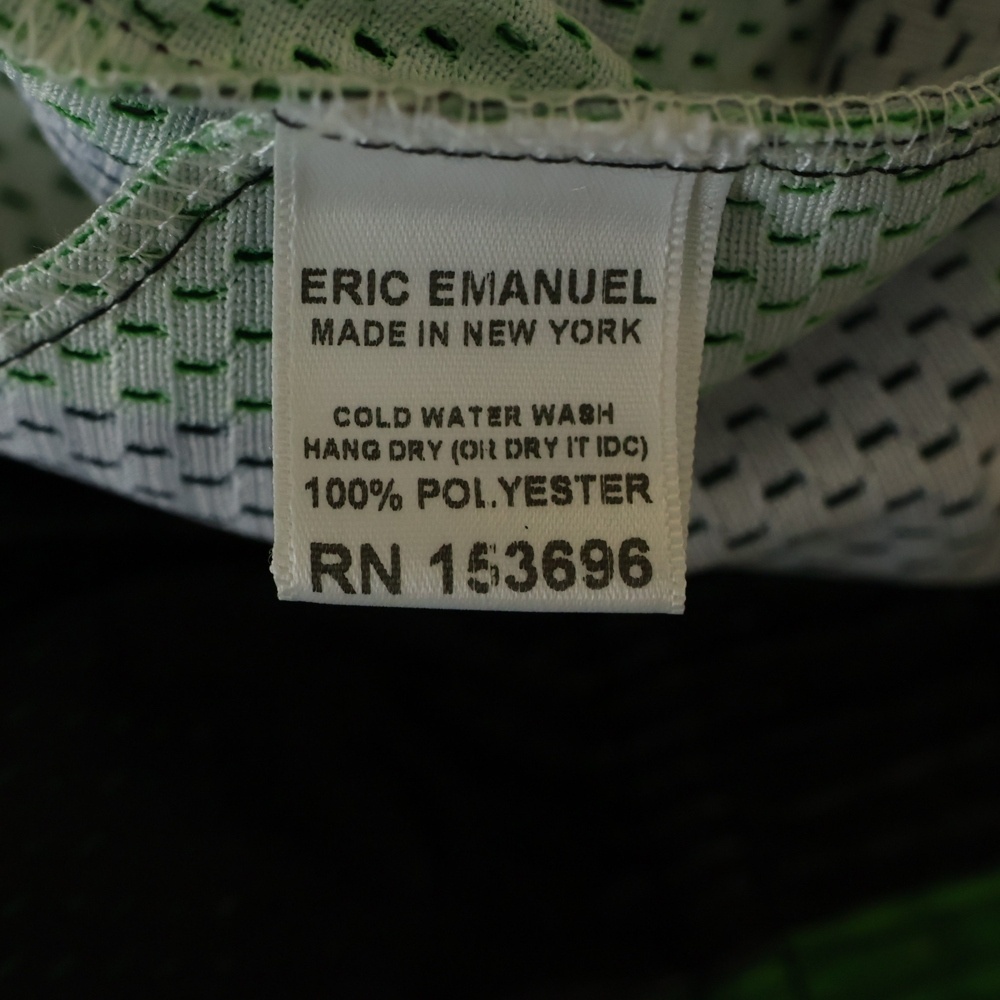 ERIC EMANUEL
MADE IN NEW YORK
COLD WATER WASH
HANG DRY (OR DRY IT IDC)
100% POLYESTER
RN 153696